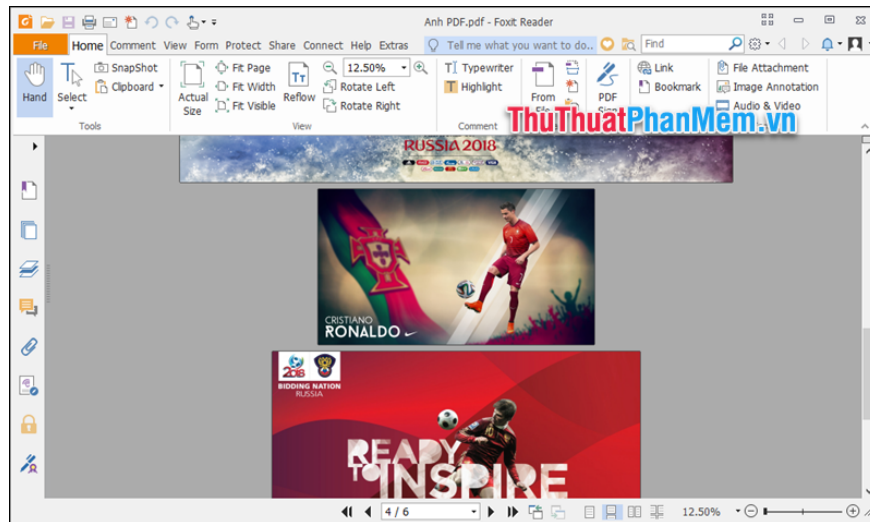 Anh PDF.pdf - Foxit Reader
File Home Comment View Form Protect Share Connect Help Extras Tell me what you want to do.. Find
Hand
Select
SnapShot
Clipboard
Tools
Actual Size
Fit Page
Fit Width
Fit Visible
Reflow
12.50%
Rotate Left
Rotate Right
View
Typewriter
Highlight
Comment
From
PDF
Link
Bookmark
File Attachment
Image Annotation
Audio & Video
ThuThuatPhanMem.vn
RUSSIA 2018
CRISTIANO
RONALDO
2018
BIDDING NATION
RUSSIA
READY
TO INSPIRE
4 / 6
12.50%